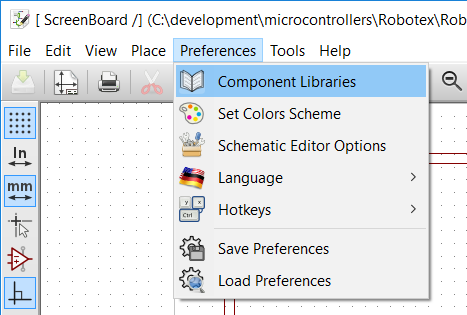 [ ScreenBoard /] (C:\development\microcontrollers\Robotex\Rob
File Edit View Place Preferences Tools Help
Component Libraries
Set Colors Scheme
Schematic Editor Options
Language
Hotkeys
Save Preferences
Load Preferences
In
mm
y x
Ctrl